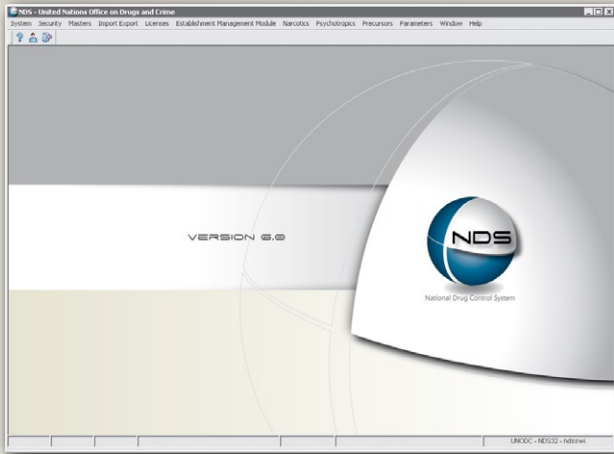 NDS - United Nations Office on Drugs and Crime
System Security Masters Import Export Licenses Establishment Management Module Narcotics Psychotropics Precursors Parameters Window Help
VERSION 6.0
NDS
National Drug Control System
UNODC - NDS32 - ndsswi